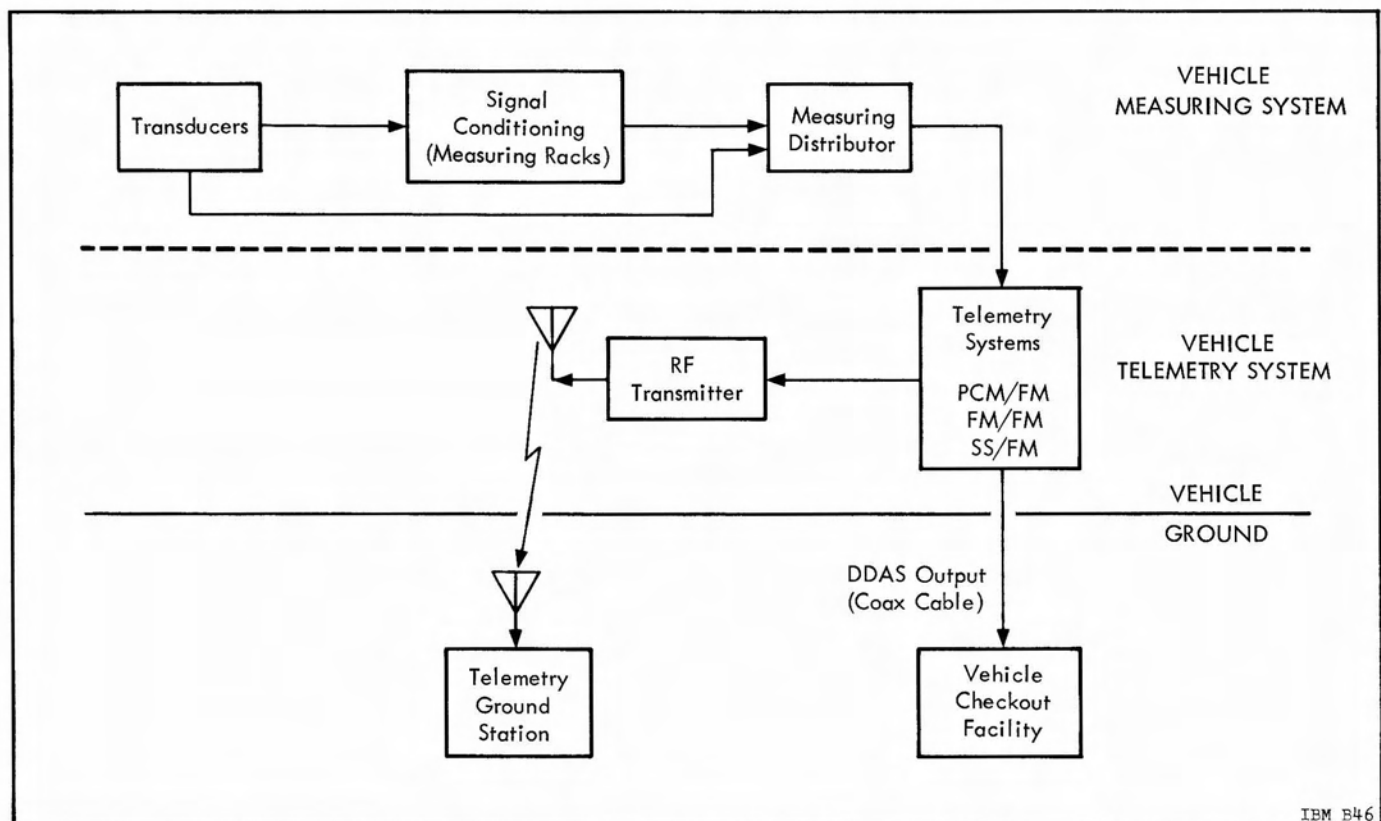 VEHICLE
MEASURING SYSTEM
Transducers
Signal
Conditioning
(Measuring Racks)
Measuring
Distributor
Telemetry
Systems
PCM/FM
FM/FM
SS/FM
VEHICLE
TELEMETRY SYSTEM
RF
Transmitter
VEHICLE
GROUND
DDAS Output
(Coax Cable)
Telemetry
Ground
Station
Vehicle
Checkout
Facility
IBM B46